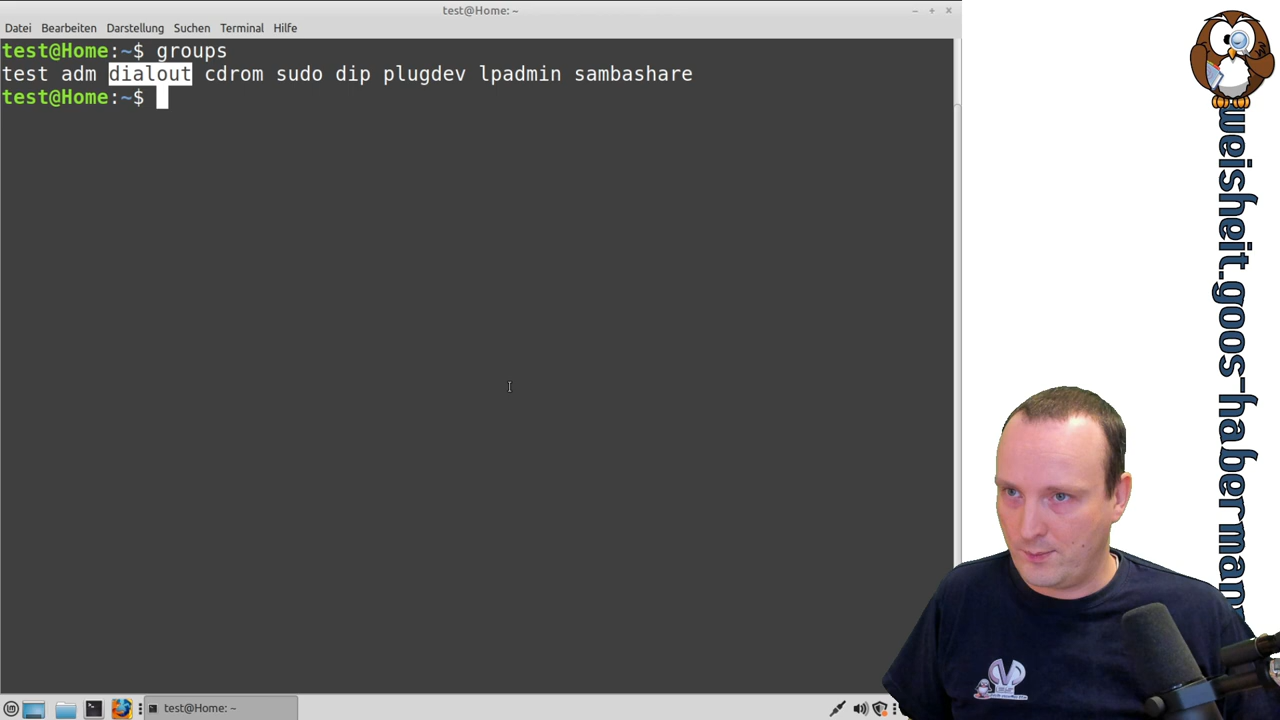 test@Home: ~
Datei Bearbeiten Darstellung Suchen Terminal Hilfe
test@Home:~$ groups
test adm dialout cdrom sudo dip plugdev lpadmin sambashare
test@Home:~$
weisheit.goos-haberman
test@Home: ~